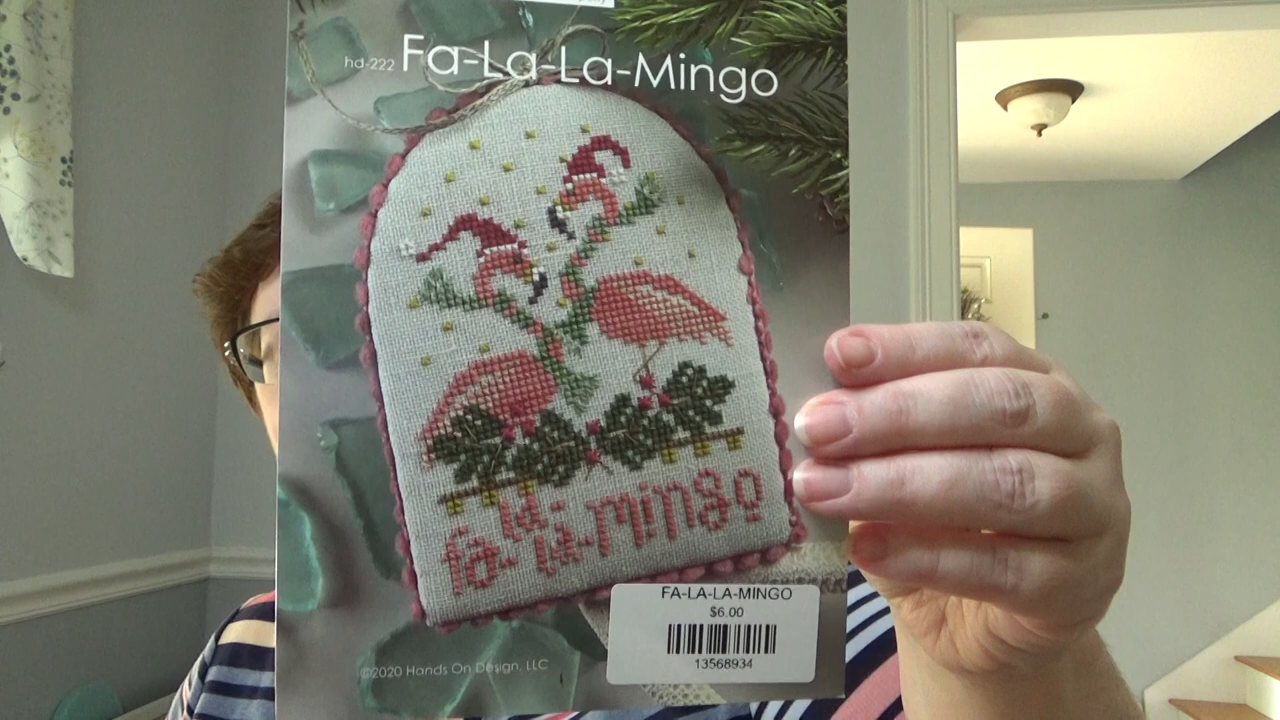 hd-222 Fa-La-La-Mingo
fa-la-
la-mingo
FA-LA-LA-MINGO
$6.00
13568934
©2020 Hands On Design, LLC